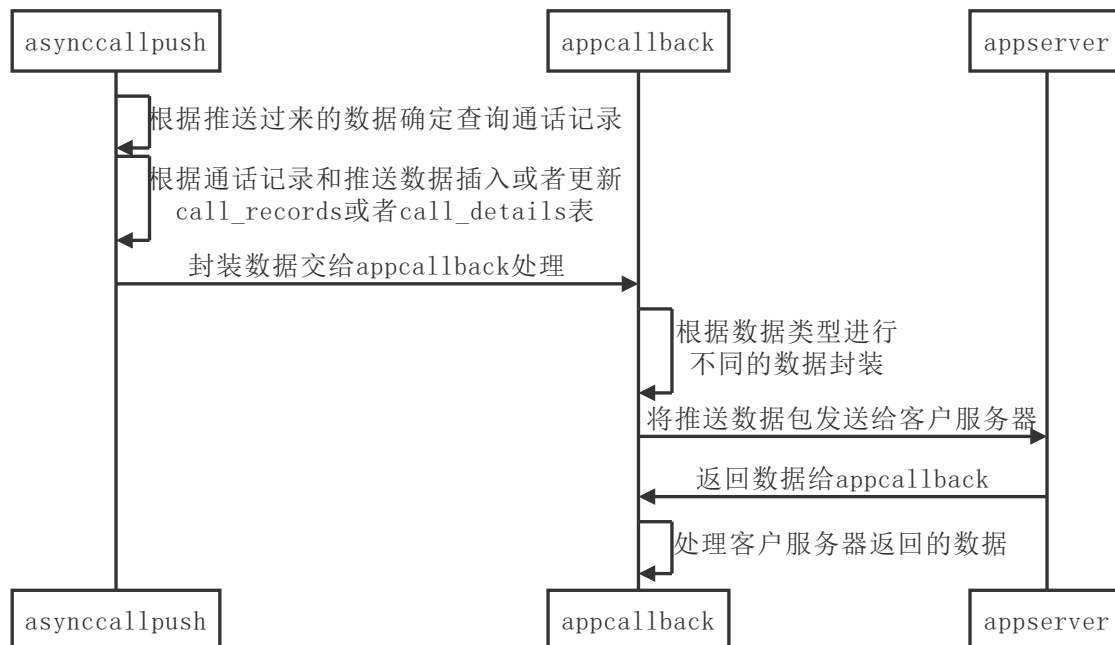 asynccallpush
appcallback
appserver
根据推送过来的数据确定查询通话记录
根据通话记录和推送数据插入或者更新
call_records或者call_details表
封装数据交给appcallback处理
根据数据类型进行
不同的数据封装
将推送数据包发送给客户服务器
返回数据给appcallback
处理客户服务器返回的数据
asynccallpush
appcallback
appserver